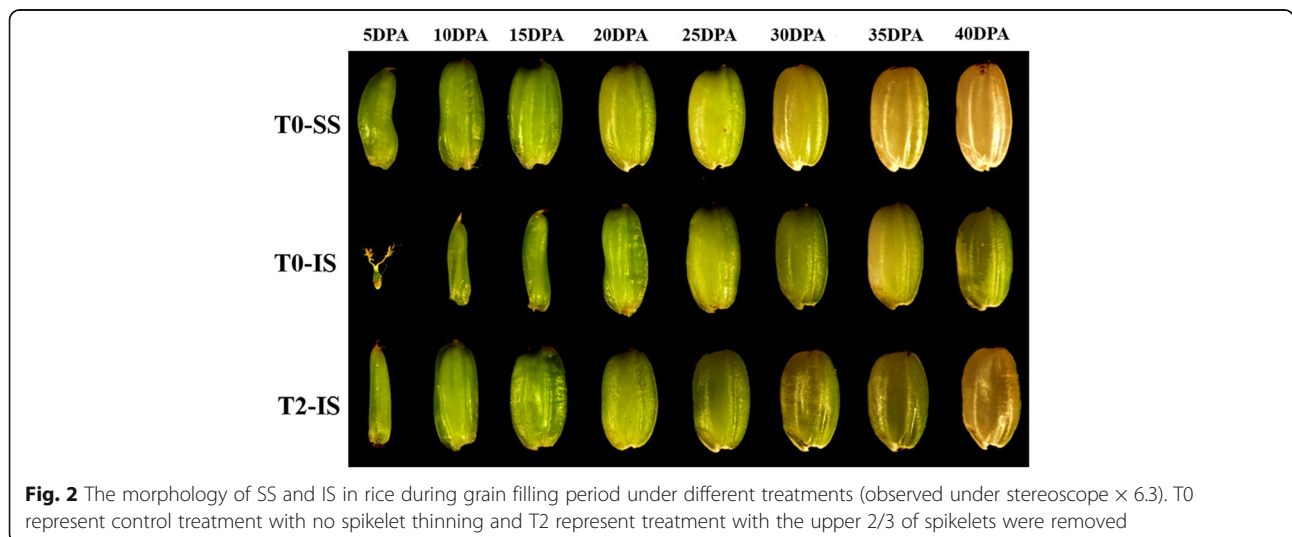 5DPA 10DPA 15DPA 20DPA 25DPA 30DPA 35DPA 40DPA
T0-SS
T0-IS
T2-IS
Fig. 2 The morphology of SS and IS in rice during grain filling period under different treatments (observed under stereoscope × 6.3). T0
represent control treatment with no spikelet thinning and T2 represent treatment with the upper 2/3 of spikelets were removed